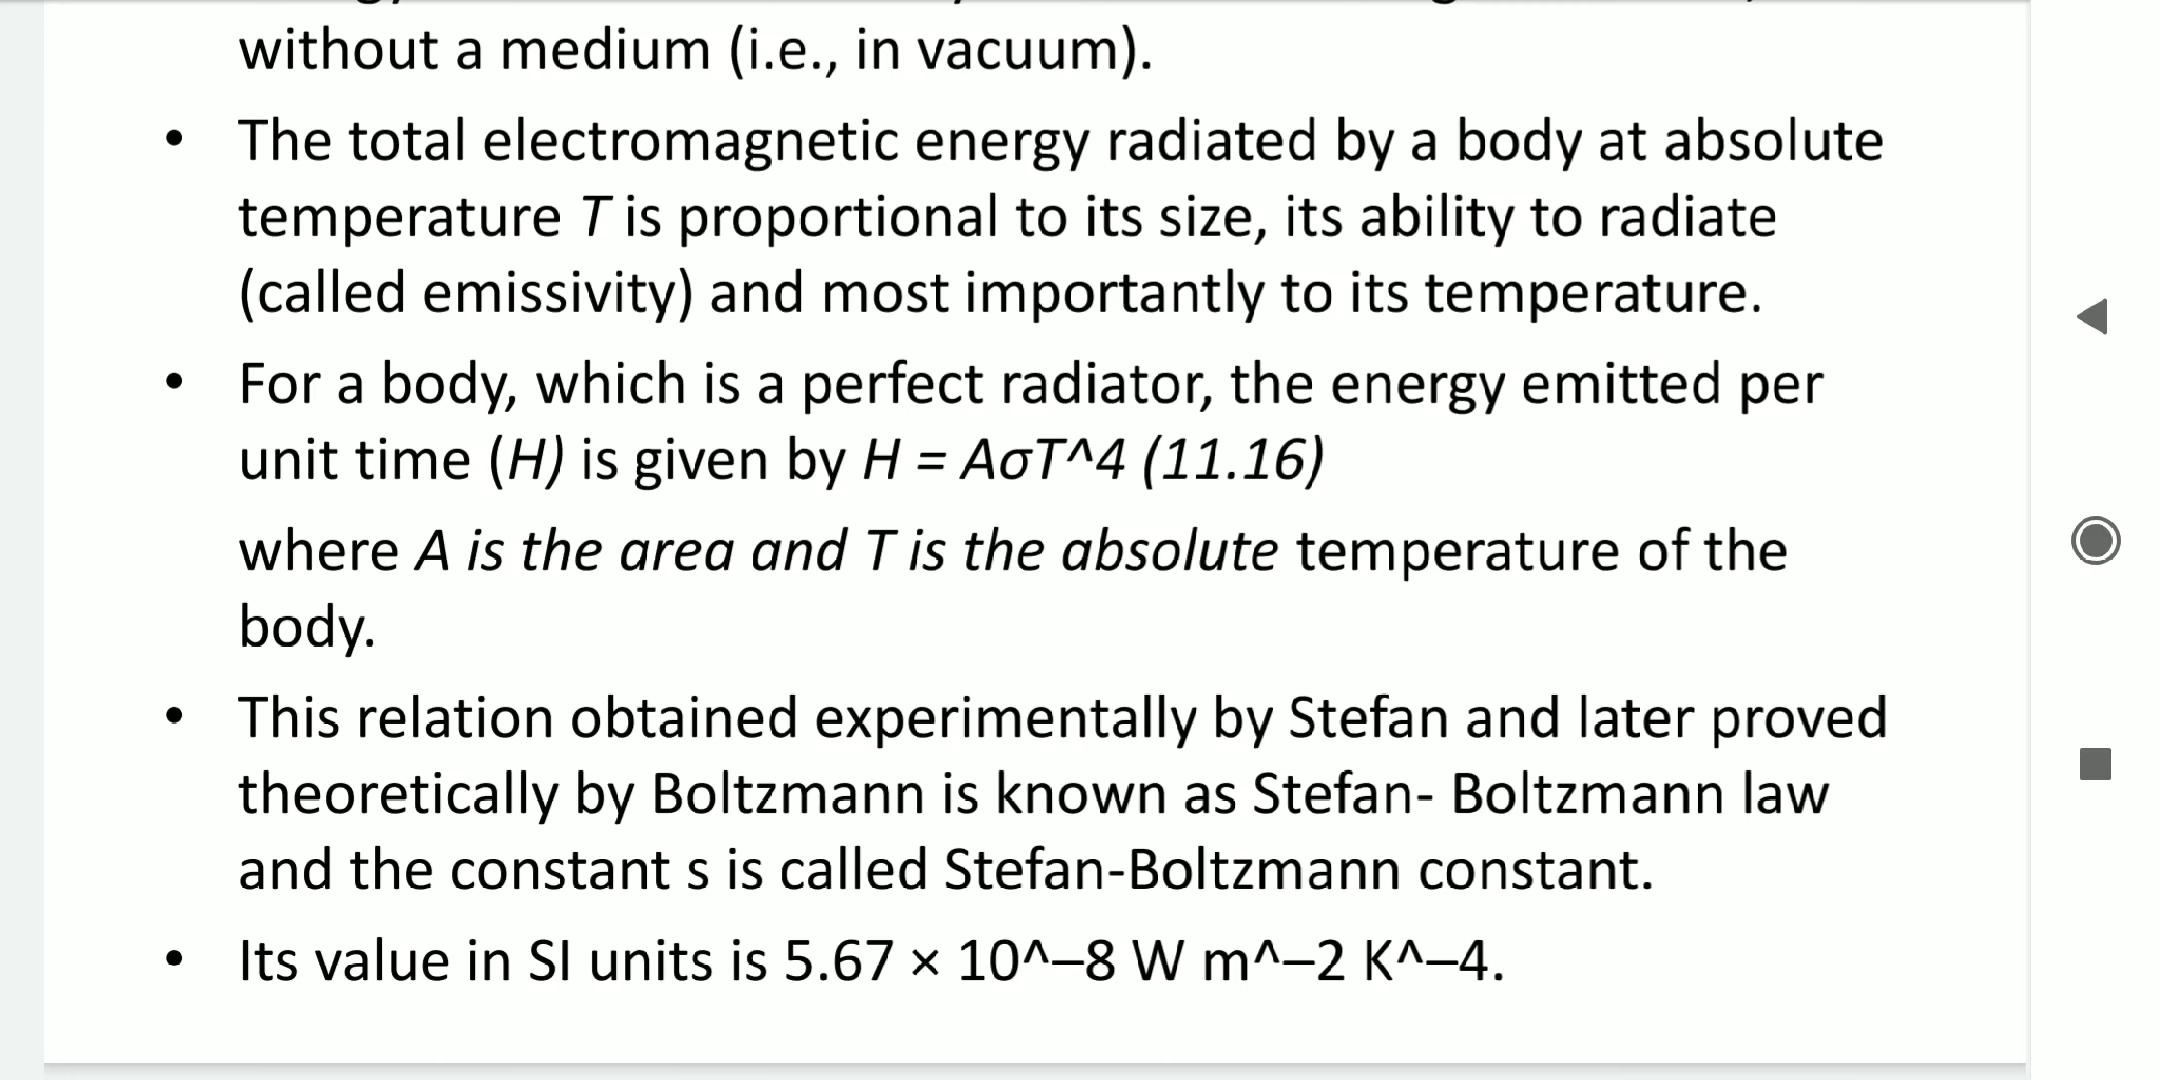 without a medium (i.e., in vacuum).
• The total electromagnetic energy radiated by a body at absolute
temperature T is proportional to its size, its ability to radiate
(called emissivity) and most importantly to its temperature.
• For a body, which is a perfect radiator, the energy emitted per
unit time (H) is given by H = AσT^4 (11.16)
where A is the area and T is the absolute temperature of the
body.
• This relation obtained experimentally by Stefan and later proved
theoretically by Boltzmann is known as Stefan- Boltzmann law
and the constant s is called Stefan-Boltzmann constant.
• Its value in SI units is 5.67 × 10^–8 W m^–2 K^–4.